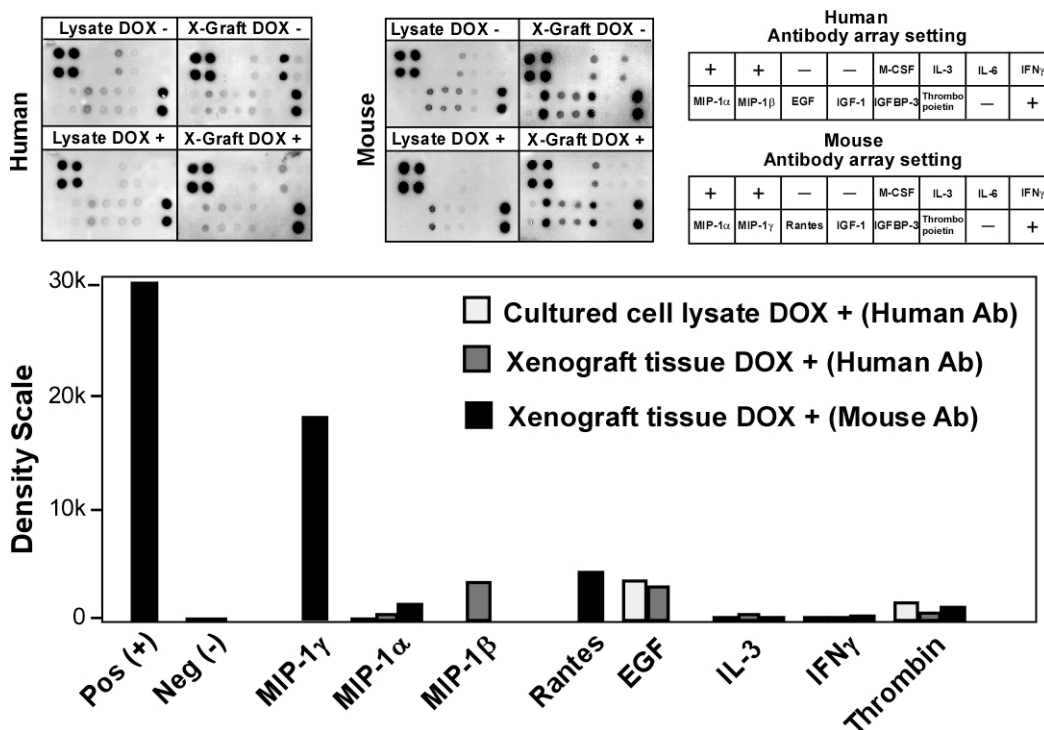 Human
Lysate DOX - X-Graft DOX -
Lysate DOX + X-Graft DOX +
Mouse
Lysate DOX - X-Graft DOX -
Lysate DOX + X-Graft DOX +
Human
Antibody array setting
+ + — — M-CSF IL-3 IL-6 IFNγ
MIP-1α MIP-1β EGF IGF-1 IGFBP-3 Thrombo
poietin — +
Mouse
Antibody array setting
+ + — — M-CSF IL-3 IL-6 IFNγ
MIP-1α MIP-1γ Rantes IGF-1 IGFBP-3 Thrombo
poietin — +
Density Scale
30k
20k
10k
0
Cultured cell lysate DOX + (Human Ab)
Xenograft tissue DOX + (Human Ab)
Xenograft tissue DOX + (Mouse Ab)
Pos (+)
Neg (-)
MIP-1γ
MIP-1α
MIP-1β
Rantes
EGF
IL-3
IFNγ
Thrombin